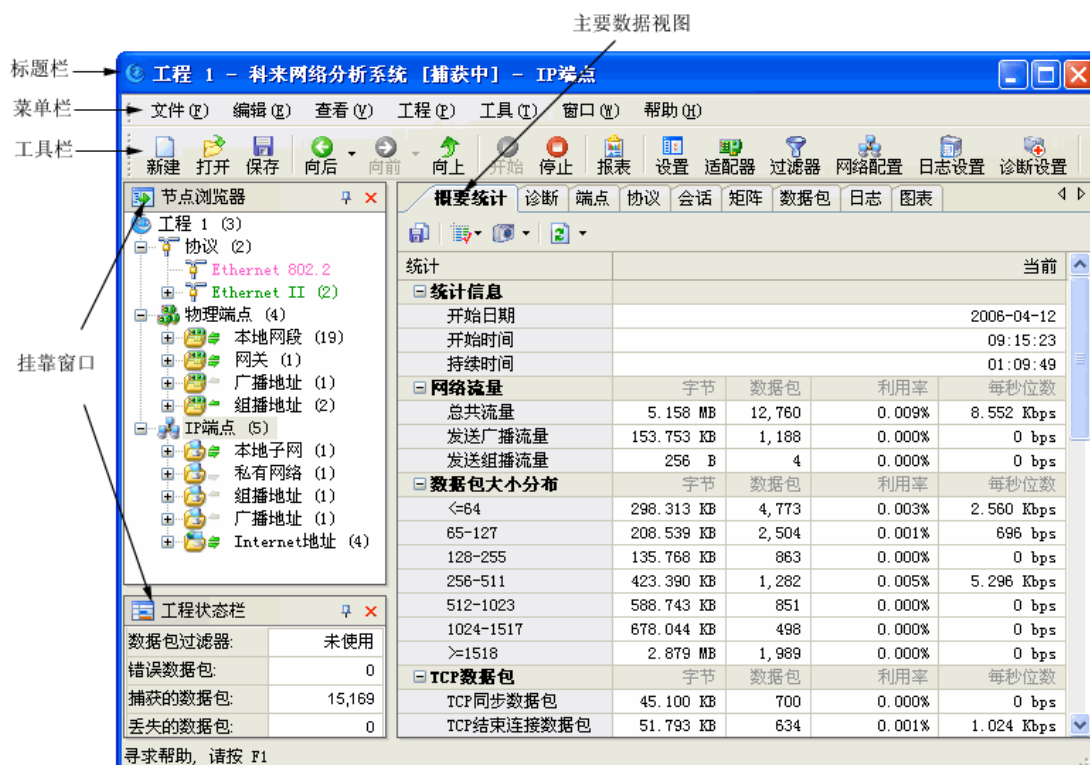 主要数据视图
标题栏
工程 1 - 科来网络分析系统 [捕获中] - IP端点
菜单栏
文件(F) 编辑(E) 查看(V) 工程(P) 工具(T) 窗口(W) 帮助(H)
工具栏
新建 打开 保存 向后 向前 向上 开始 停止 报表 设置 适配器 过滤器 网络配置 日志设置 诊断设置
节点浏览器
工程 1 (3)
协议 (2)
Ethernet 802.2
Ethernet II (2)
物理端点 (4)
本地网段 (19)
网关 (1)
广播地址 (1)
组播地址 (2)
IP端点 (5)
本地子网 (1)
私有网络 (1)
组播地址 (1)
广播地址 (1)
Internet地址 (4)
挂靠窗口
工程状态栏
数据包过滤器: 未使用
错误数据包: 0
捕获的数据包: 15,169
丢失的数据包: 0
概要统计 诊断 端点 协议 会话 矩阵 数据包 日志 图表
统计 当前
统计信息
开始日期 2006-04-12
开始时间 09:15:23
持续时间 01:09:49
网络流量 字节 数据包 利用率 每秒位数
总共流量 5.158 MB 12,760 0.009% 8.552 Kbps
发送广播流量 153.753 KB 1,188 0.000% 0 bps
发送组播流量 256 B 4 0.000% 0 bps
数据包大小分布 字节 数据包 利用率 每秒位数
<=64 298.313 KB 4,773 0.003% 2.560 Kbps
65-127 208.539 KB 2,504 0.001% 696 bps
128-255 135.768 KB 863 0.000% 0 bps
256-511 423.390 KB 1,282 0.005% 5.296 Kbps
512-1023 588.743 KB 851 0.000% 0 bps
1024-1517 678.044 KB 498 0.000% 0 bps
>=1518 2.879 MB 1,989 0.000% 0 bps
TCP数据包 字节 数据包 利用率 每秒位数
TCP同步数据包 45.100 KB 700 0.000% 0 bps
TCP结束连接数据包 51.793 KB 634 0.001% 1.024 Kbps
寻求帮助, 请按 F1